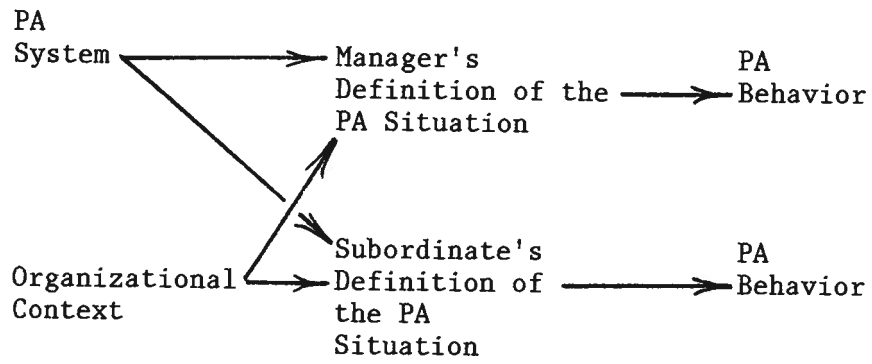 PA
System
Manager's
Definition of the
PA Situation
PA
Behavior
Organizational
Context
Subordinate's
Definition of
the PA
Situation
PA
Behavior